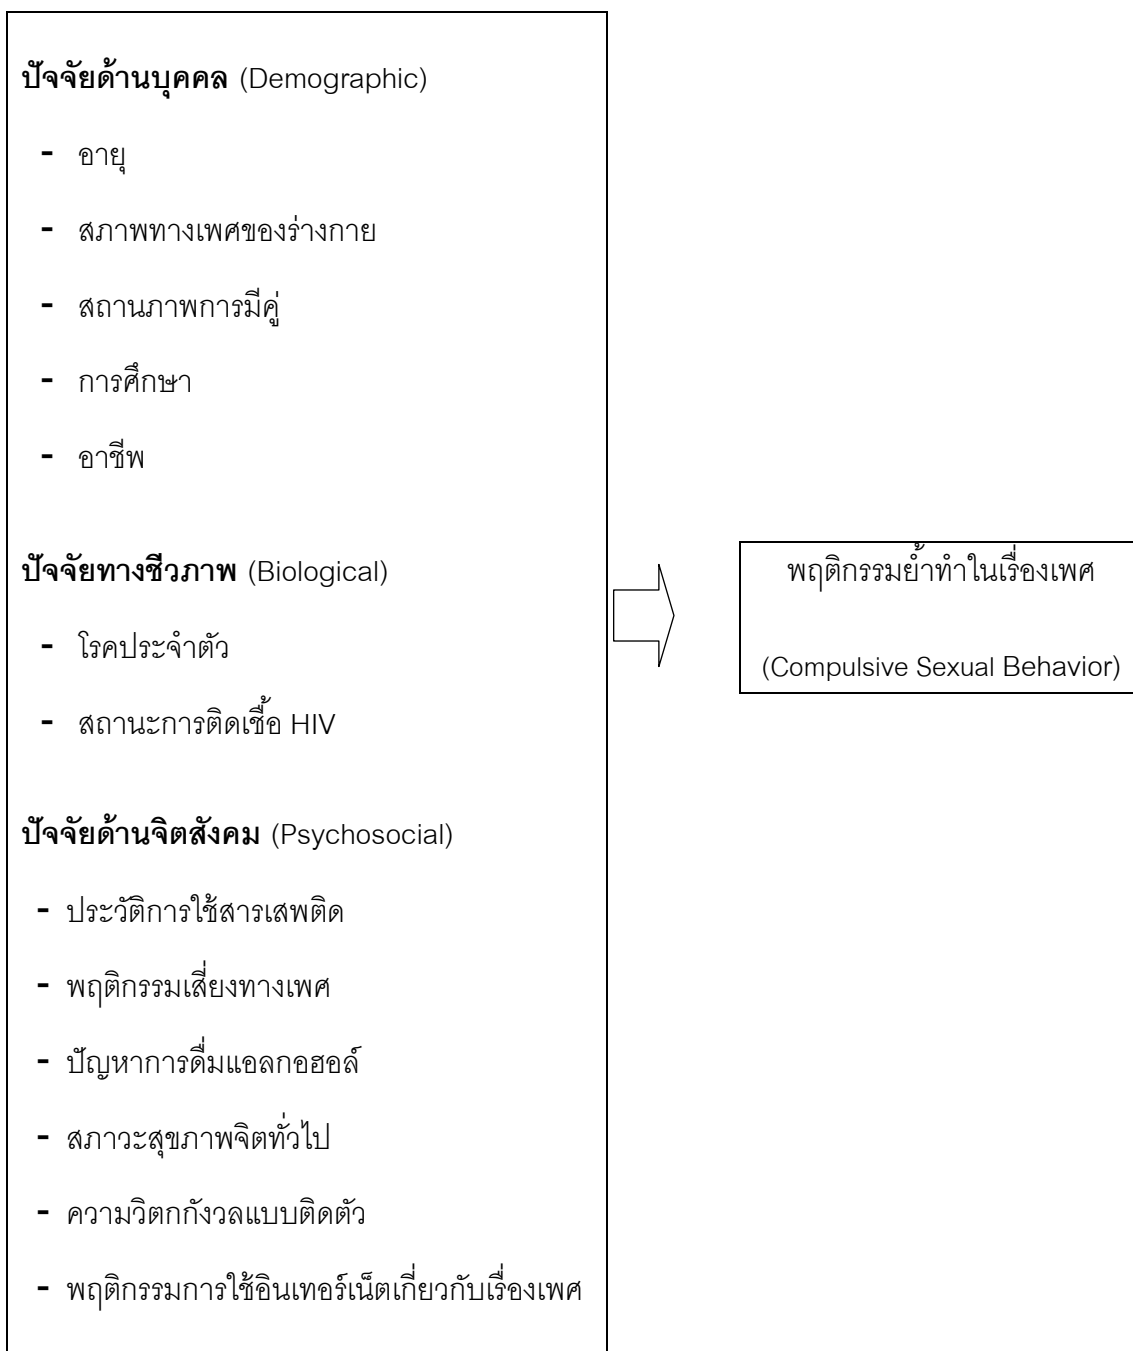 ปัจจัยด้านบุคคล (Demographic)
- อายุ
- สภาพทางเพศของร่างกาย
- สถานภาพการมีคู่
- การศึกษา
- อาชีพ
ปัจจัยทางชีวภาพ (Biological)
- โรคประจำตัว
- สถานะการติดเชื้อ HIV
ปัจจัยด้านจิตสังคม (Psychosocial)
- ประวัติการใช้สารเสพติด
- พฤติกรรมเสี่ยงทางเพศ
- ปัญหาการดื่มแอลกอฮอล์
- สภาวะสุขภาพจิตทั่วไป
- ความวิตกกังวลแบบติดตัว
- พฤติกรรมการใช้อินเทอร์เน็ตเกี่ยวกับเรื่องเพศ
พฤติกรรมย้ำทำในเรื่องเพศ
(Compulsive Sexual Behavior)